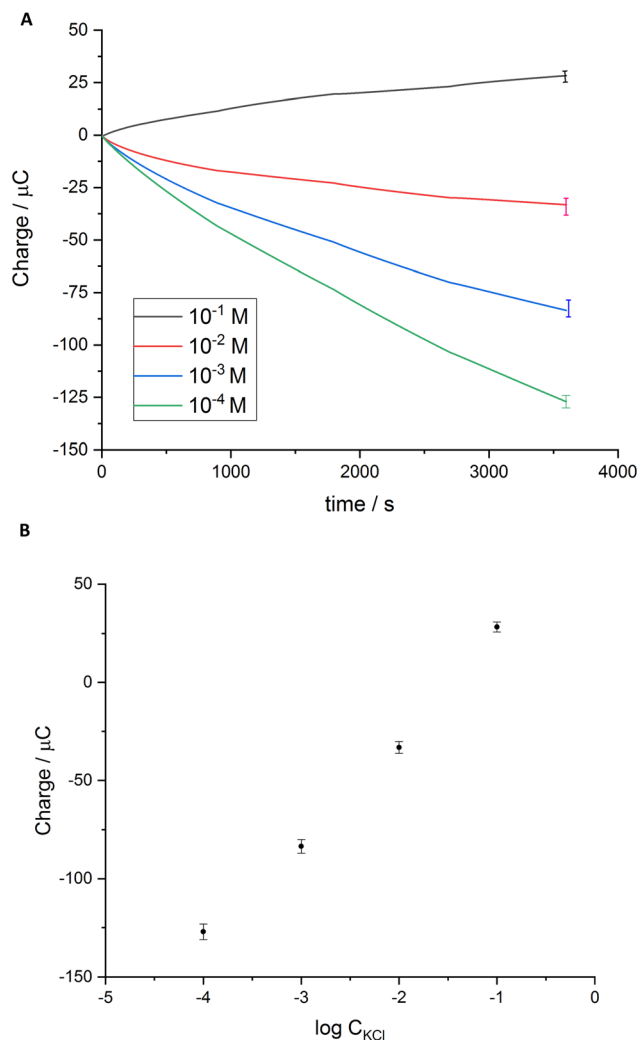 A
50
25
0
-25
-50
-75
-100
-125
-150
Charge / μC
10⁻¹ M
10⁻² M
10⁻³ M
10⁻⁴ M
0 1000 2000 3000 4000
time / s
B
50
0
-50
-100
-150
Charge / μC
-5 -4 -3 -2 -1 0
log C_KCl